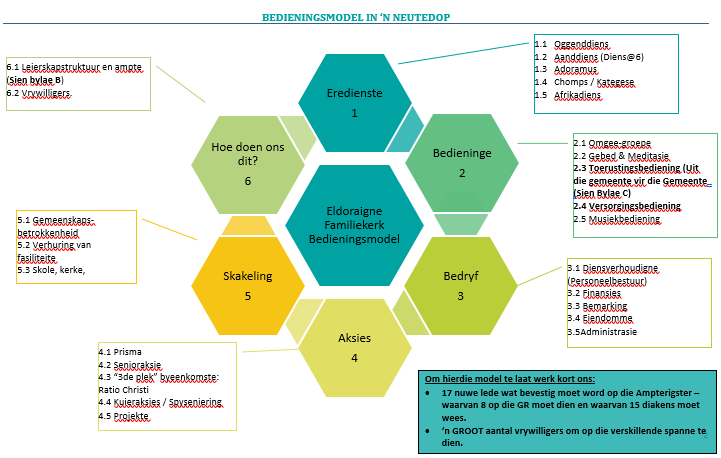 BEDIENINGSMODEL IN ‘N NEUTEDOP
Eredienste
1
1.1 Oggenddiens
1.2 Aanddiens (Diens@6)
1.3 Adoramus
1.4 Chomps / Kategese
1.5 Afrikadiens
Bedieninge
2
2.1 Omgee-groepe
2.2 Gebed & Meditasie
2.3 Toerustingsbediening (Uit
die gemeente vir die Gemeente
(Sien Bylae C)
2.4 Versorgingsbediening
2.5 Musiekbediening
Bedryf
3
3.1 Diensverhoudigne
(Personeelbestuur)
3.2 Finansies
3.3 Bemarking
3.4 Eiendomme
3.5Administrasie
Aksies
4
4.1 Prisma
4.2 Senioraksie
4.3 “3de plek” byeenkomste:
Ratio Christi
4.4 Kuieraksies / Spyseniering
4.5 Projekte
Skakeling
5
5.1 Gemeenskaps-
betrokkenheid
5.2 Verhuring van
fasiliteite
5.3 Skole, kerke,
Hoe doen ons
dit?
6
6.1 Leierskapstruktuur en ampte
(Sien bylae B)
6.2 Vrywilligers
Eldoraigne
Familiekerk
Bedieningsmodel
Om hierdie model te laat werk kort ons:
• 17 nuwe lede wat bevestig moet word op die Ampterigster –
waarvan 8 op die GR moet dien en waarvan 15 diakens moet
wees.
• ‘n GROOT aantal vrywilligers om op die verskillende spanne te
dien.